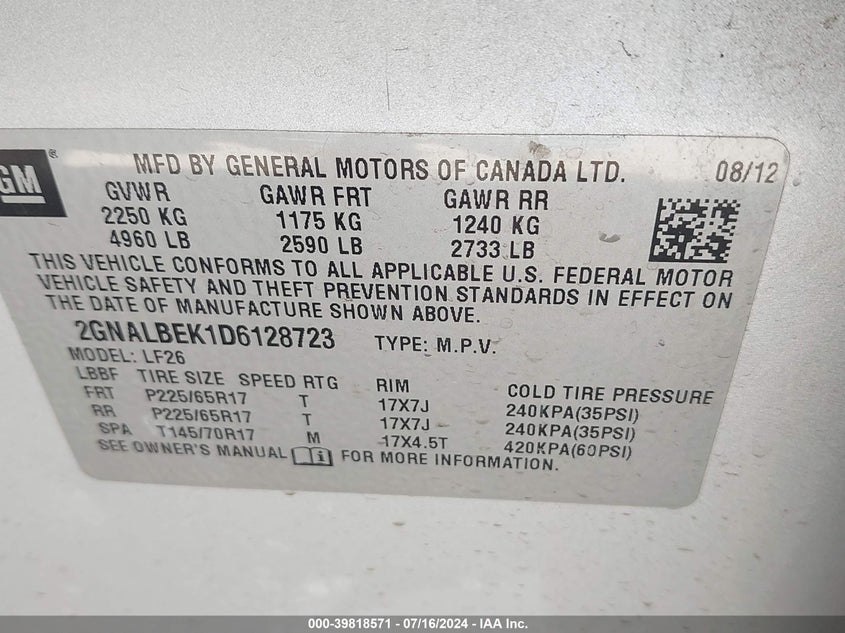 GM® MFD BY GENERAL MOTORS OF CANADA LTD. 08/12
GVWR GAWR FRT GAWR RR
2250 KG 1175 KG 1240 KG
4960 LB 2590 LB 2733 LB
THIS VEHICLE CONFORMS TO ALL APPLICABLE U.S. FEDERAL MOTOR
VEHICLE SAFETY AND THEFT PREVENTION STANDARDS IN EFFECT ON
THE DATE OF MANUFACTURE SHOWN ABOVE.
2GNALBEK1D6128723 TYPE: M.P.V.
MODEL: LF26
LBBF TIRE SIZE SPEED RTG RIM COLD TIRE PRESSURE
FRT P225/65R17 T 17X7J 240KPA(35PSI)
RR P225/65R17 T 17X7J 240KPA(35PSI)
SPA T145/70R17 M 17X4.5T 420KPA(60PSI)
SEE OWNER'S MANUAL FOR MORE INFORMATION.
000-39818571 - 07/16/2024 - IAA Inc.